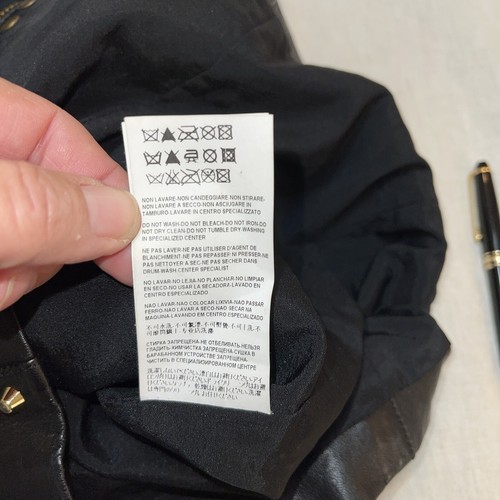 NON LAVARE-NON CANDEGGIARE NON STIRARE-
NON LAVARE A SECCO-NON ASCIUGARE IN
TAMBURO-LAVARE IN CENTRO SPECIALIZZATO
DO NOT WASH-DO NOT BLEACH-DO NOT IRON-DO
NOT DRY CLEAN-DO NOT TUMBLE DRY-WASHING
IN SPECIALIZED CENTER
NE PAS LAVER-NE PAS UTILISER D'AGENT DE
BLANCHIMENT-NE PAS REPASSER NI PRESSER-NE
PAS NETTOYER A SEC-NE PAS SECHER DANS
DRUM-WASH CENTER SPECIALIST
NO LAVAR NO LEJIA-NO PLANCHAR-NO LIMPIAR
EN SECO-NO USAR LA SECADORA-LAVADO EN
CENTRO ESPECIALIZADO
NAO LAVAR-NAO COLOCAR LIXIVIA-NAO PASSAR
FERRO-NAO LAVAR A SECO-NAO SECAR NA
MAQUINA-LAVANDO EM CENTRO ESPECIALIZADO
СТИРКА ЗАПРЕЩЕНА-НЕ ОТБЕЛИВАТЬ-НЕЛЬЗЯ
ГЛАДИТЬ-ХИМЧИСТКА ЗАПРЕЩЕНА-СУШКА В
БАРАБАННОМ УСТРОЙСТВЕ ЗАПРЕЩЕНА-
ЧИСТИТЬ В СПЕЦИАЛИЗИРОВАННОМ ЦЕНТРЕ